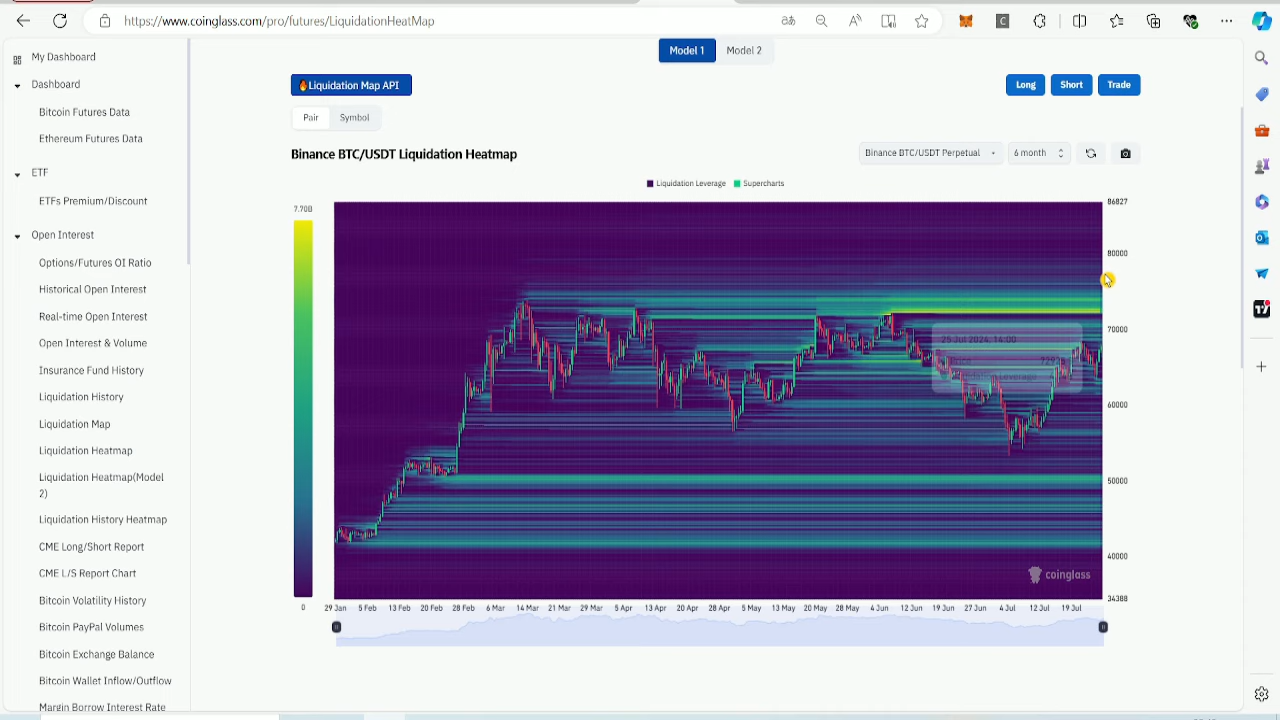 https://www.coinglass.com/pro/futures/LiquidationHeatMap
My Dashboard
Dashboard
Bitcoin Futures Data
Ethereum Futures Data
ETF
ETFs Premium/Discount
Open Interest
Options/Futures OI Ratio
Historical Open Interest
Real-time Open Interest
Open Interest & Volume
Insurance Fund History
Liquidation History
Liquidation Map
Liquidation Heatmap
Liquidation Heatmap(Model
2)
Liquidation History Heatmap
CME Long/Short Report
CME L/S Report Chart
Bitcoin Volatility History
Bitcoin PayPal Volumes
Bitcoin Exchange Balance
Bitcoin Wallet Inflow/Outflow
Margin Borrow Interest Rate
Model 1 Model 2
Liquidation Map API
Long Short Trade
Pair Symbol
Binance BTC/USDT Liquidation Heatmap
Binance BTC/USDT Perpetual 6 month
Liquidation Leverage Supercharts
7.70B
0
86827
80000
70000
60000
50000
40000
34388
25 Jul 2024, 14:00
Price
Liquidation Leverage
coinglass
29 Jan 5 Feb 13 Feb 20 Feb 28 Feb 6 Mar 14 Mar 21 Mar 29 Mar 5 Apr 13 Apr 20 Apr 28 Apr 5 May 13 May 20 May 28 May 4 Jun 12 Jun 19 Jun 27 Jun 4 Jul 12 Jul 19 Jul